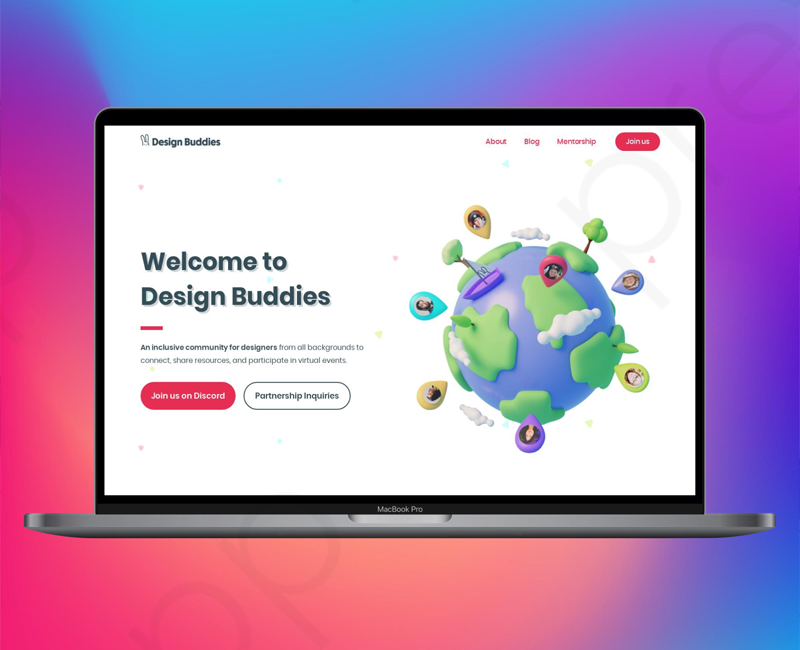 Design Buddies
About
Blog
Mentorship
Join us
Welcome to
Design Buddies
An inclusive community for designers from all backgrounds to
connect, share resources, and participate in virtual events.
Join us on Discord
Partnership Inquiries
MacBook Pro